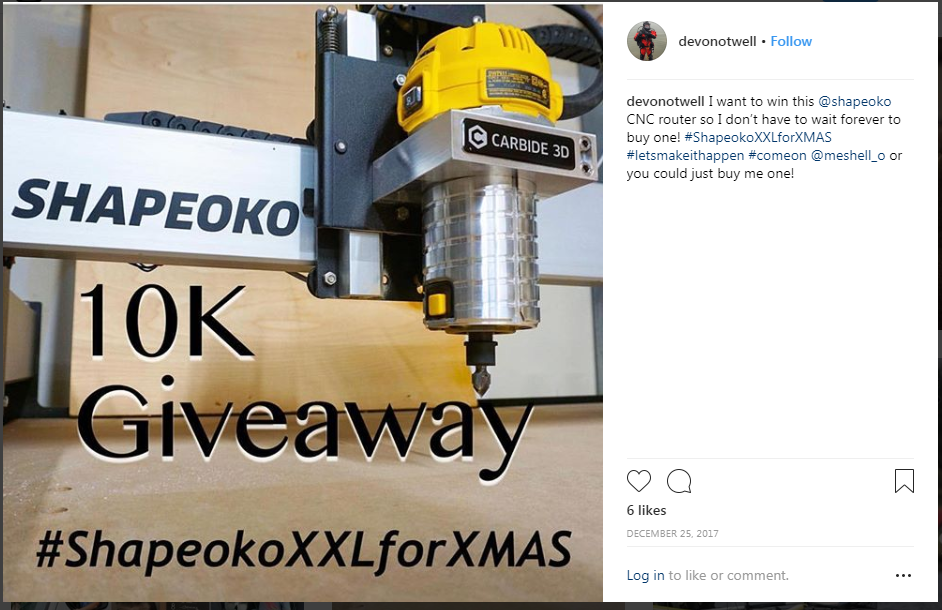 SHAPEOKO
CARBIDE 3D
10K
Giveaway
#ShapeokoXXLforXMAS
devonotwell • Follow
devonotwell I want to win this @shapeoko
CNC router so I don't have to wait forever to
buy one! #ShapeokoXXLforXMAS
#letsmakeithappen #comeon @meshell_o or
you could just buy me one!
6 likes
DECEMBER 25, 2017
Log in to like or comment.